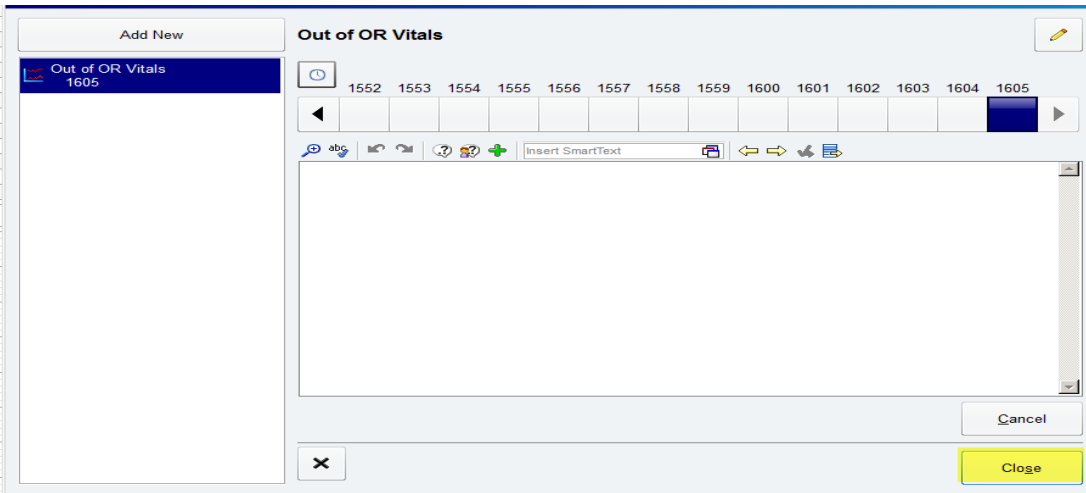 Add New
Out of OR Vitals
1605
Out of OR Vitals
1552 1553 1554 1555 1556 1557 1558 1559 1600 1601 1602 1603 1604 1605
abc
Insert SmartText
Cancel
Close